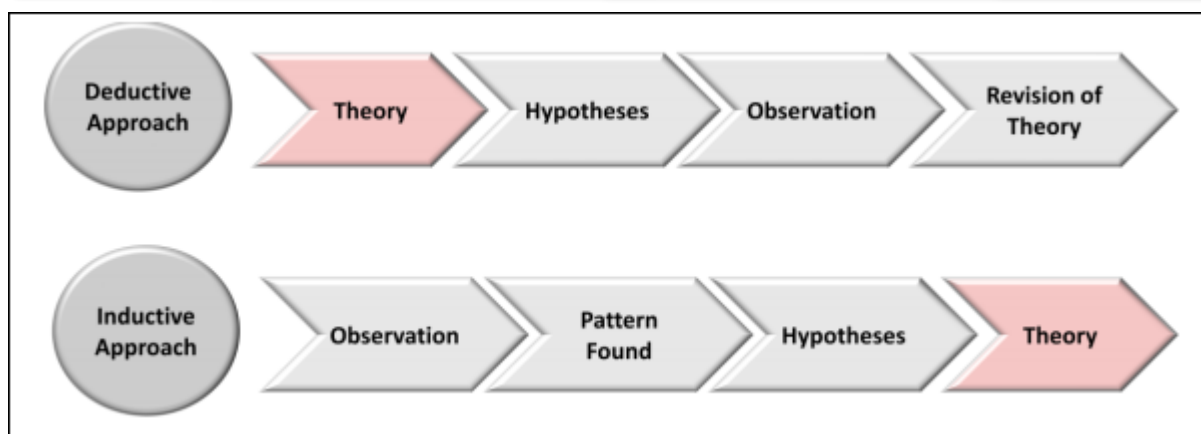 Deductive
Approach
Theory
Hypotheses
Observation
Revision of
Theory
Inductive
Approach
Observation
Pattern
Found
Hypotheses
Theory